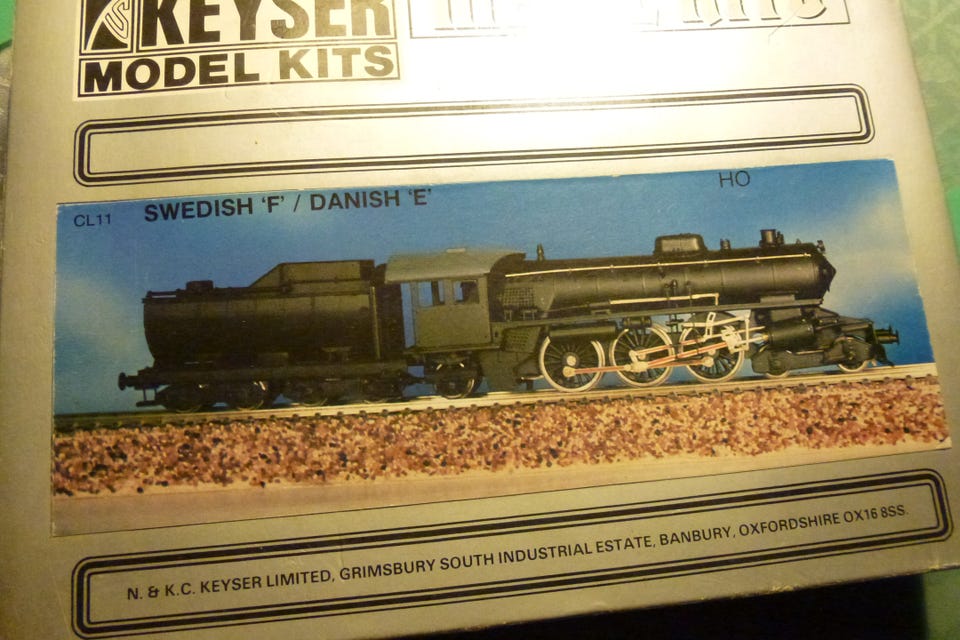 KEYSER
MODEL KITS
CL11
SWEDISH 'F' / DANISH 'E'
HO
N. & K.C. KEYSER LIMITED, GRIMSBURY SOUTH INDUSTRIAL ESTATE, BANBURY, OXFORDSHIRE OX16 8SS.